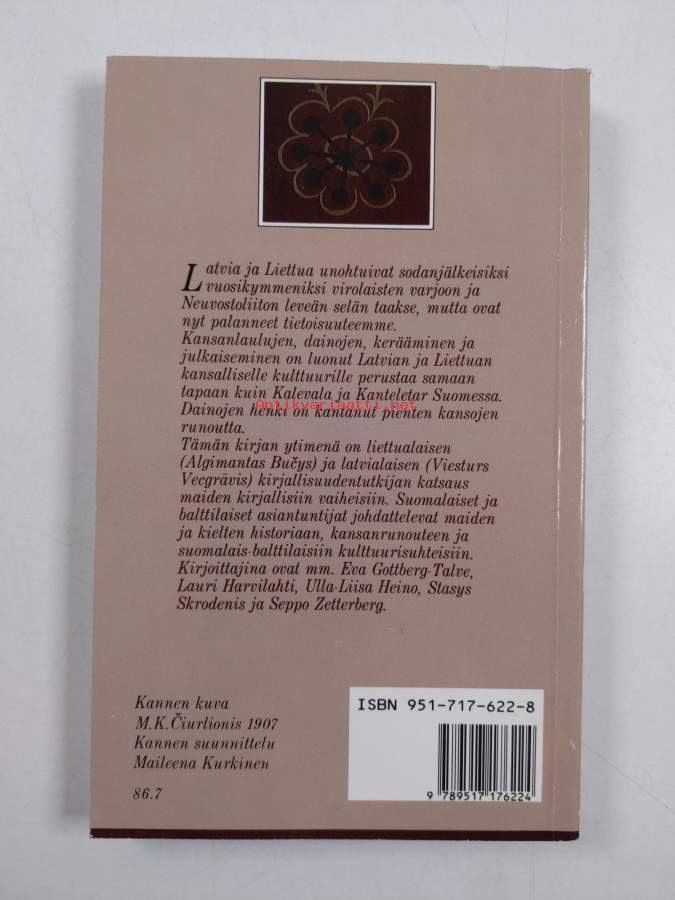 Latvia ja Liettua unohtuivat sodanjälkeisiksi
vuosikymmeniksi virolaisten varjoon ja
Neuvostoliiton leveän selän taakse, mutta ovat
nyt palanneet tietoisuuteemme.
Kansanlaulujen, dainojen, kerääminen ja
julkaiseminen on luonut Latvian ja Liettuan
kansalliselle kulttuurille perustaa samaan
tapaan kuin Kalevala ja Kanteletar Suomessa.
Antikvariaatti.net
Dainojen henki on kantanut pienten kansojen
runoutta.
Tämän kirjan ytimenä on liettualaisen
(Algimantas Bučys) ja latvialaisen (Viesturs
Vecgrāvis) kirjallisuudentutkijan katsaus
maiden kirjallisiin vaiheisiin. Suomalaiset ja
balttilaiset asiantuntijat johdattelevat maiden
ja kielten historiaan, kansanrunouteen ja
suomalais-balttilaisiin kulttuurisuhteisiin.
Kirjoittajina ovat mm. Eva Gottberg-Talve,
Lauri Harvilahti, Ulla-Liisa Heino, Stasys
Skrodenis ja Seppo Zetterberg.
Kannen kuva
M.K.Čiurlionis 1907
Kannen suunnittelu
Maileena Kurkinen
86.7
ISBN 951-717-622-8
9 789517 176224